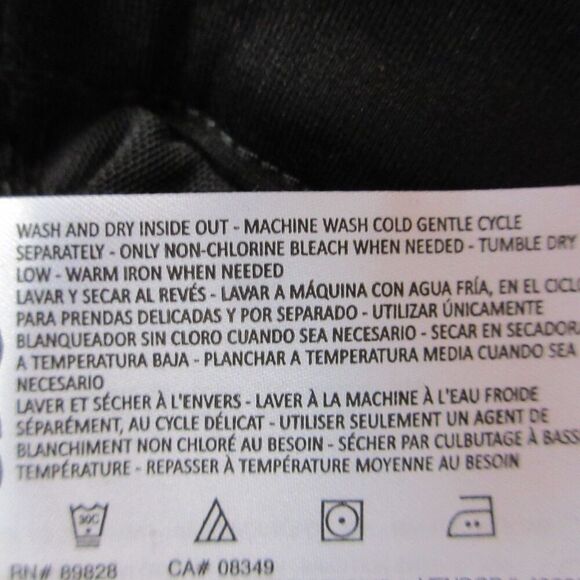 WASH AND DRY INSIDE OUT - MACHINE WASH COLD GENTLE CYCLE
SEPARATELY - ONLY NON-CHLORINE BLEACH WHEN NEEDED - TUMBLE DRY
LOW - WARM IRON WHEN NEEDED
LAVAR Y SECAR AL REVÉS - LAVAR A MÁQUINA CON AGUA FRÍA, EN EL CICLO
PARA PRENDAS DELICADAS Y POR SEPARADO - UTILIZAR ÚNICAMENTE
BLANQUEADOR SIN CLORO CUANDO SEA NECESARIO - SECAR EN SECADORA
A TEMPERATURA BAJA - PLANCHAR A TEMPERATURA MEDIA CUANDO SEA
NECESARIO
LAVER ET SÉCHER À L'ENVERS - LAVER À LA MACHINE À L'EAU FROIDE
SÉPARÉMENT, AU CYCLE DÉLICAT - UTILISER SEULEMENT UN AGENT DE
BLANCHIMENT NON CHLORÉ AU BESOIN - SÉCHER PAR CULBUTAGE À BASSE
TEMPÉRATURE - REPASSER À TEMPÉRATURE MOYENNE AU BESOIN
30C
RN# 89828 CA# 08349